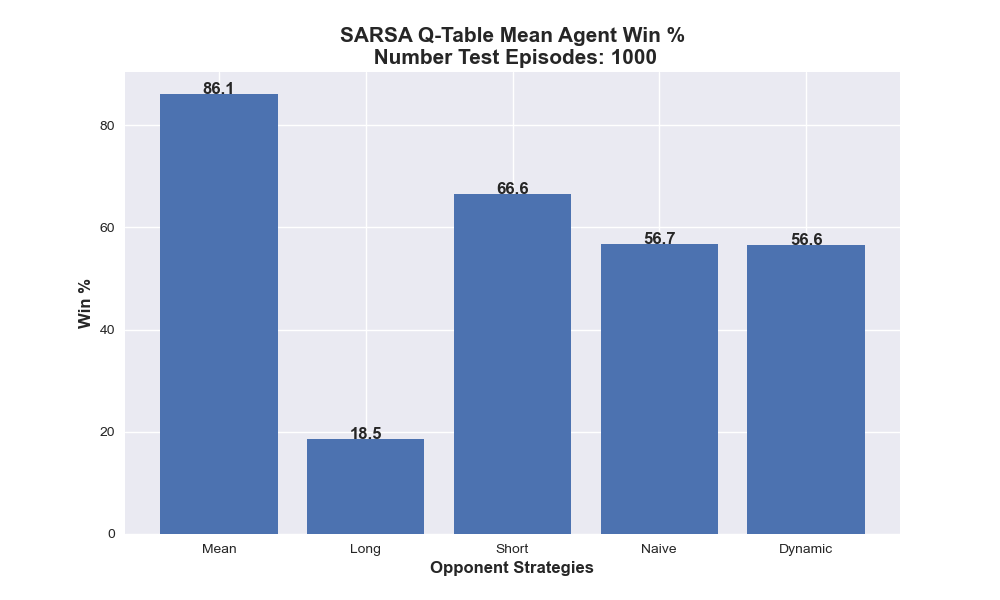 SARSA Q-Table Mean Agent Win %
Number Test Episodes: 1000
86.1
80
66.6
60
56.7
56.6
Win %
40
20
18.5
0
Mean
Long
Short
Naive
Dynamic
Opponent Strategies